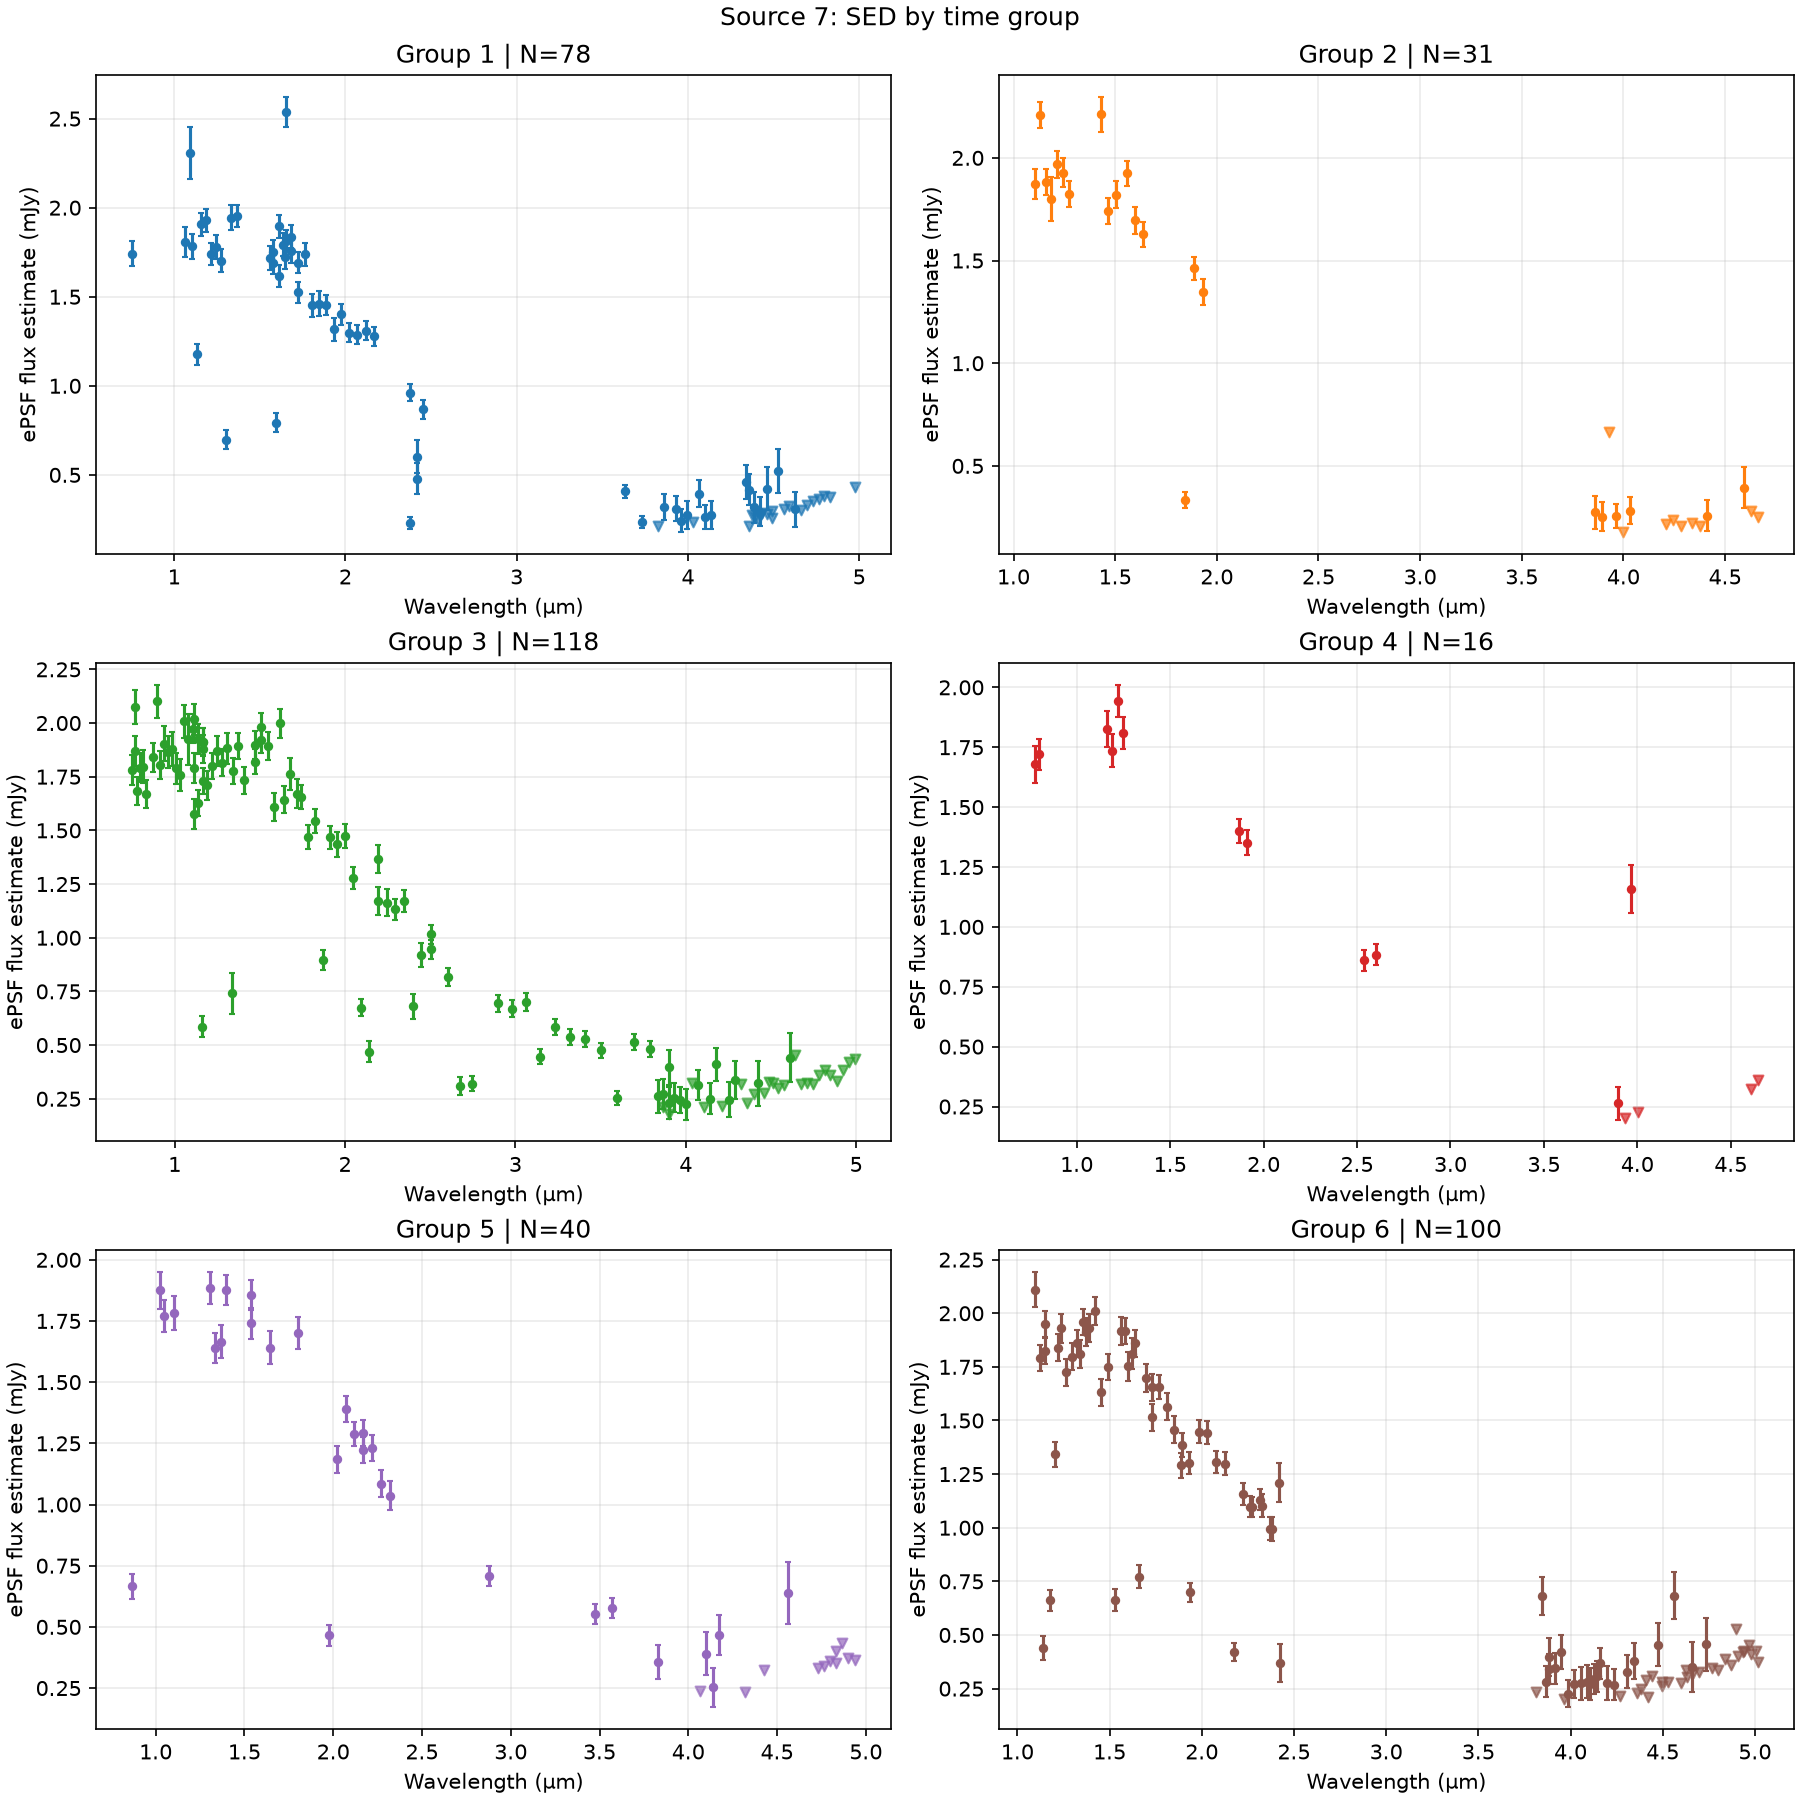 Source 7: SED by time group
Group 1 | N=78
ePSF flux estimate (mJy)
2.5
2.0
1.5
1.0
0.5
1 2 3 4 5
Wavelength (μm)
Group 2 | N=31
ePSF flux estimate (mJy)
2.0
1.5
1.0
0.5
1.0 1.5 2.0 2.5 3.0 3.5 4.0 4.5
Wavelength (μm)
Group 3 | N=118
ePSF flux estimate (mJy)
2.25
2.00
1.75
1.50
1.25
1.00
0.75
0.50
0.25
1 2 3 4 5
Wavelength (μm)
Group 4 | N=16
ePSF flux estimate (mJy)
2.00
1.75
1.50
1.25
1.00
0.75
0.50
0.25
1.0 1.5 2.0 2.5 3.0 3.5 4.0 4.5
Wavelength (μm)
Group 5 | N=40
ePSF flux estimate (mJy)
2.00
1.75
1.50
1.25
1.00
0.75
0.50
0.25
1.0 1.5 2.0 2.5 3.0 3.5 4.0 4.5 5.0
Wavelength (μm)
Group 6 | N=100
ePSF flux estimate (mJy)
2.25
2.00
1.75
1.50
1.25
1.00
0.75
0.50
0.25
1.0 1.5 2.0 2.5 3.0 3.5 4.0 4.5 5.0
Wavelength (μm)